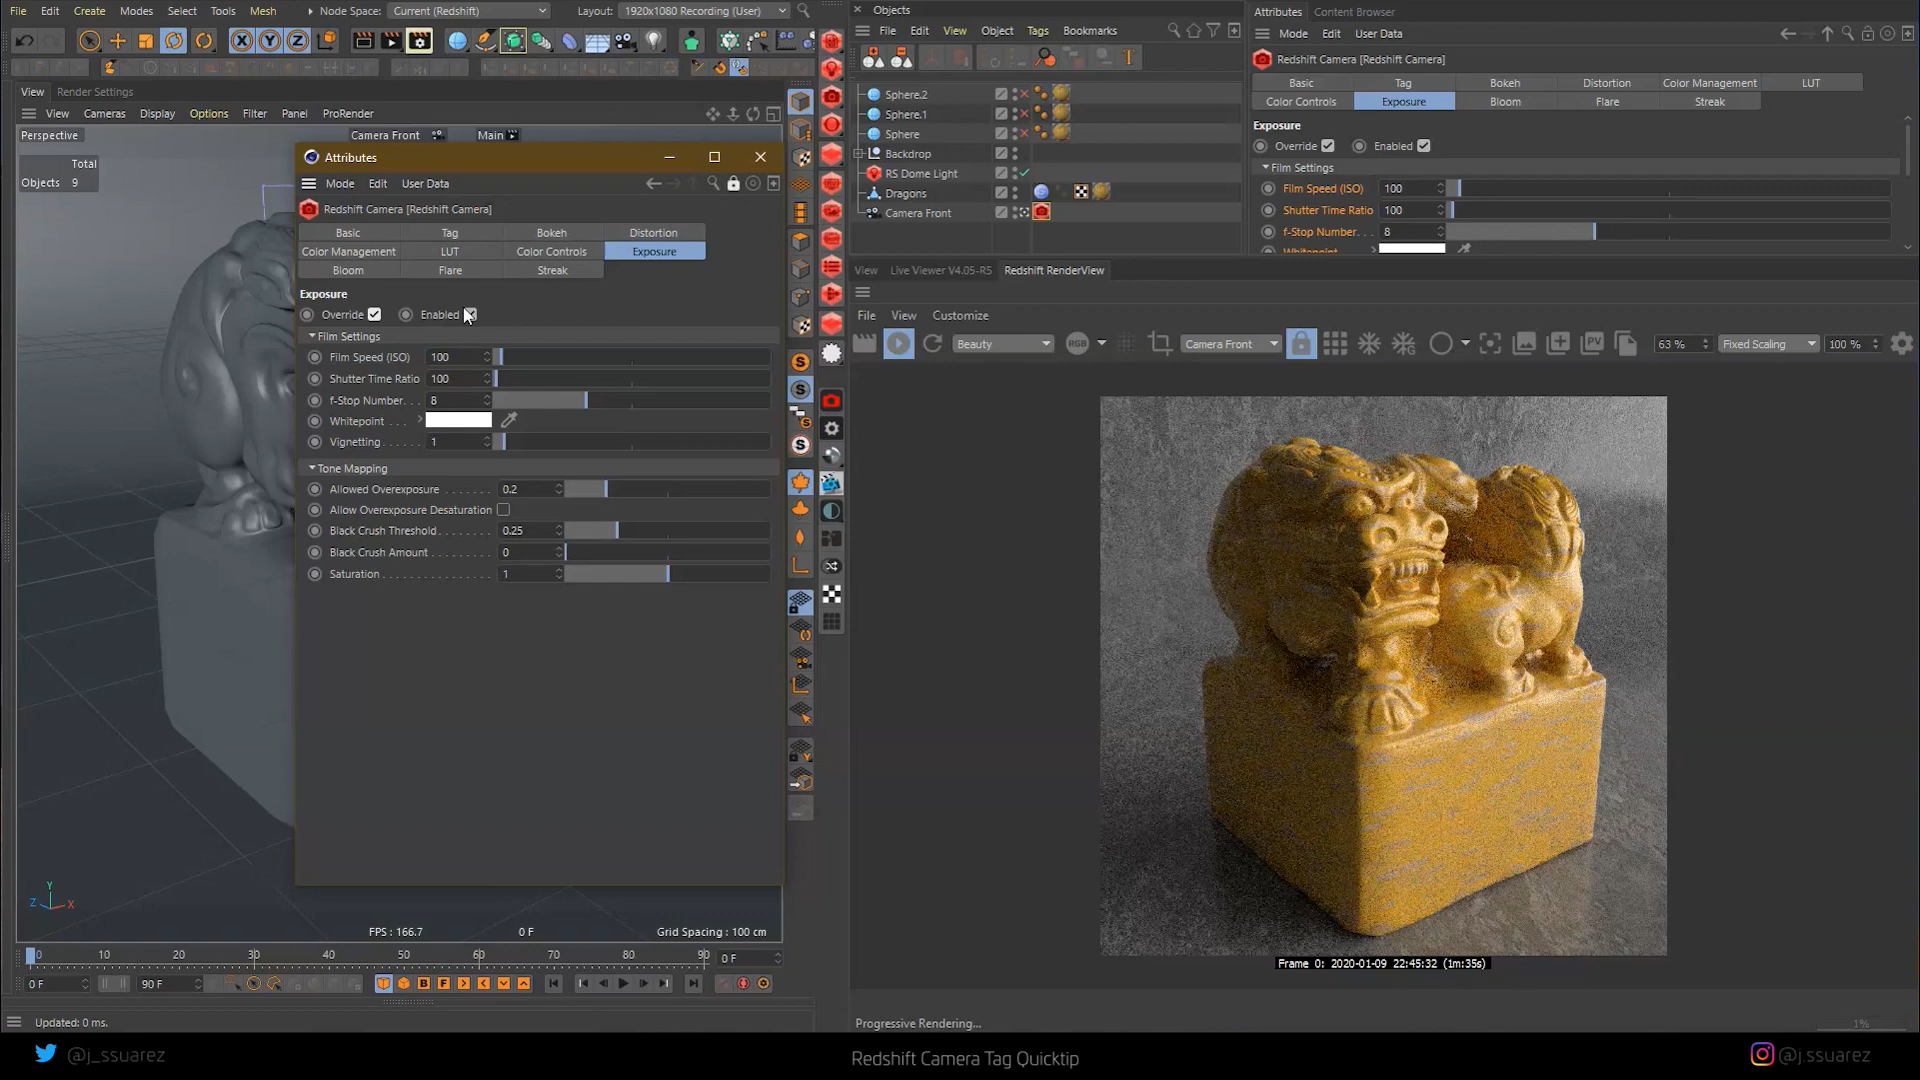 File Edit Create Modes Select Tools Mesh Node Space: Current (Redshift) Layout: 1920x1080 Recording (User)
X Y Z
View Render Settings
View Cameras Display Options Filter Panel ProRender
Perspective Camera Front Main
Total
Objects 9
Attributes
Mode Edit User Data
Redshift Camera [Redshift Camera]
Basic Tag Bokeh Distortion
Color Management LUT Color Controls Exposure
Bloom Flare Streak
Exposure
Override Enabled
Film Settings
Film Speed (ISO) 100
Shutter Time Ratio 100
f-Stop Number. . . 8
Whitepoint . . .
Vignetting . . . . . 1
Tone Mapping
Allowed Overexposure . . . . . . . 0.2
Allow Overexposure Desaturation
Black Crush Threshold. . . . . . . . 0.25
Black Crush Amount . . . . . . . . . 0
Saturation . . . . . . . . . . . . . . . . 1
Y
Z X
FPS : 166.7 0 F Grid Spacing : 100 cm
0 10 20 30 40 50 60 70 80 90 0 F
0 F 90 F B F
Updated: 0 ms.
Objects
File Edit View Object Tags Bookmarks
Sphere.2
Sphere.1
Sphere
Backdrop
RS Dome Light
Dragons
Camera Front
Attributes Content Browser
Mode Edit User Data
Redshift Camera [Redshift Camera]
Basic Tag Bokeh Distortion Color Management LUT
Color Controls Exposure Bloom Flare Streak
Exposure
Override Enabled
Film Settings
Film Speed (ISO) 100
Shutter Time Ratio 100
f-Stop Number. . . 8
Whitepoint
View Live Viewer V4.05-R5 Redshift RenderView
File View Customize
Beauty RGB Camera Front G PV 63 % Fixed Scaling 100 %
Frame 0: 2020-01-09 22:45:32 (1m:35s)
Progressive Rendering... 1%
@j_ssuarez Redshift Camera Tag Quicktip @j.ssuarez